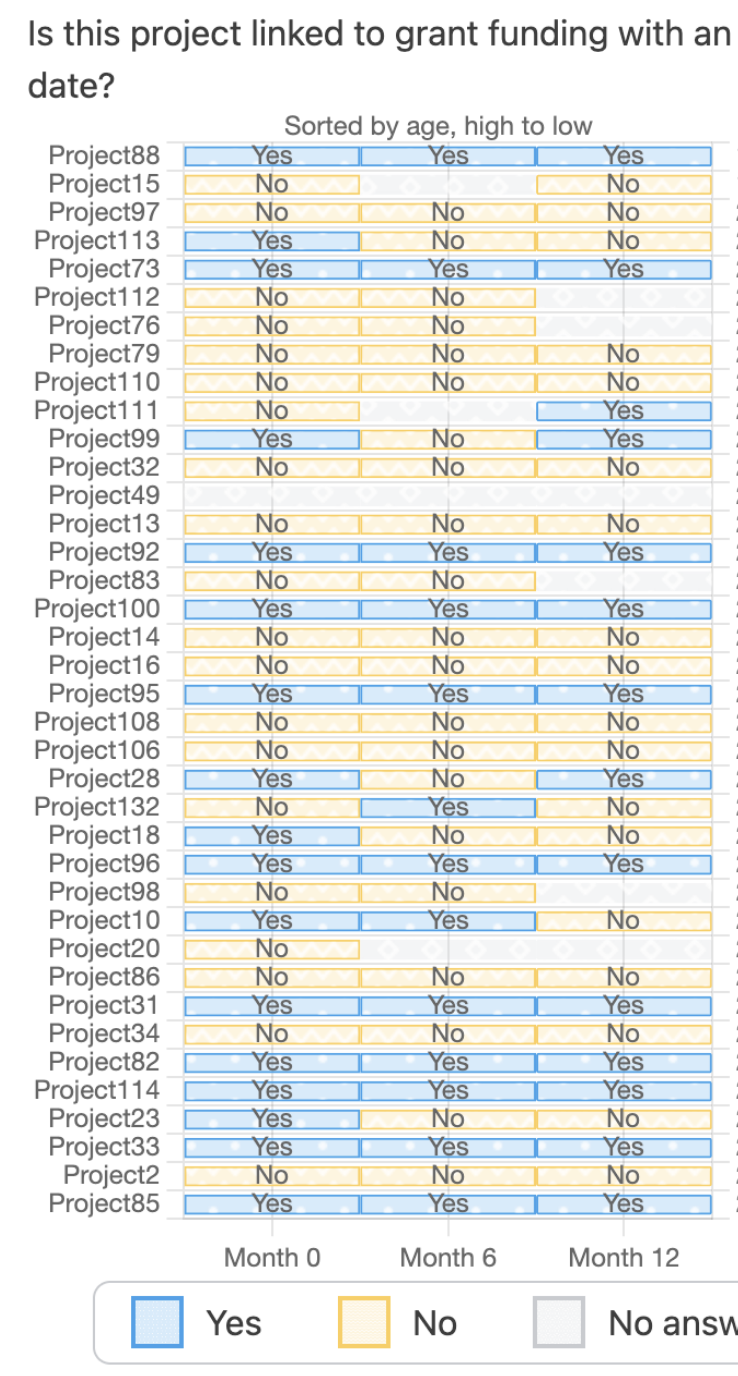 Is this project linked to grant funding with an
date?
Sorted by age, high to low
Project88 Yes Yes Yes
Project15 No No
Project97 No No No
Project113 Yes No No
Project73 Yes Yes Yes
Project112 No No
Project76 No No
Project79 No No No
Project110 No No No
Project111 No Yes
Project99 Yes No Yes
Project32 No No No
Project49
Project13 No No No
Project92 Yes Yes Yes
Project83 No No
Project100 Yes Yes Yes
Project14 No No No
Project16 No No No
Project95 Yes Yes Yes
Project108 No No No
Project106 No No No
Project28 Yes No Yes
Project132 No Yes No
Project18 Yes No No
Project96 Yes Yes Yes
Project98 No No
Project10 Yes Yes No
Project20 No
Project86 No No No
Project31 Yes Yes Yes
Project34 No No No
Project82 Yes Yes Yes
Project114 Yes Yes Yes
Project23 Yes No No
Project33 Yes Yes Yes
Project2 No No No
Project85 Yes Yes Yes
Month 0 Month 6 Month 12
Yes No No answ